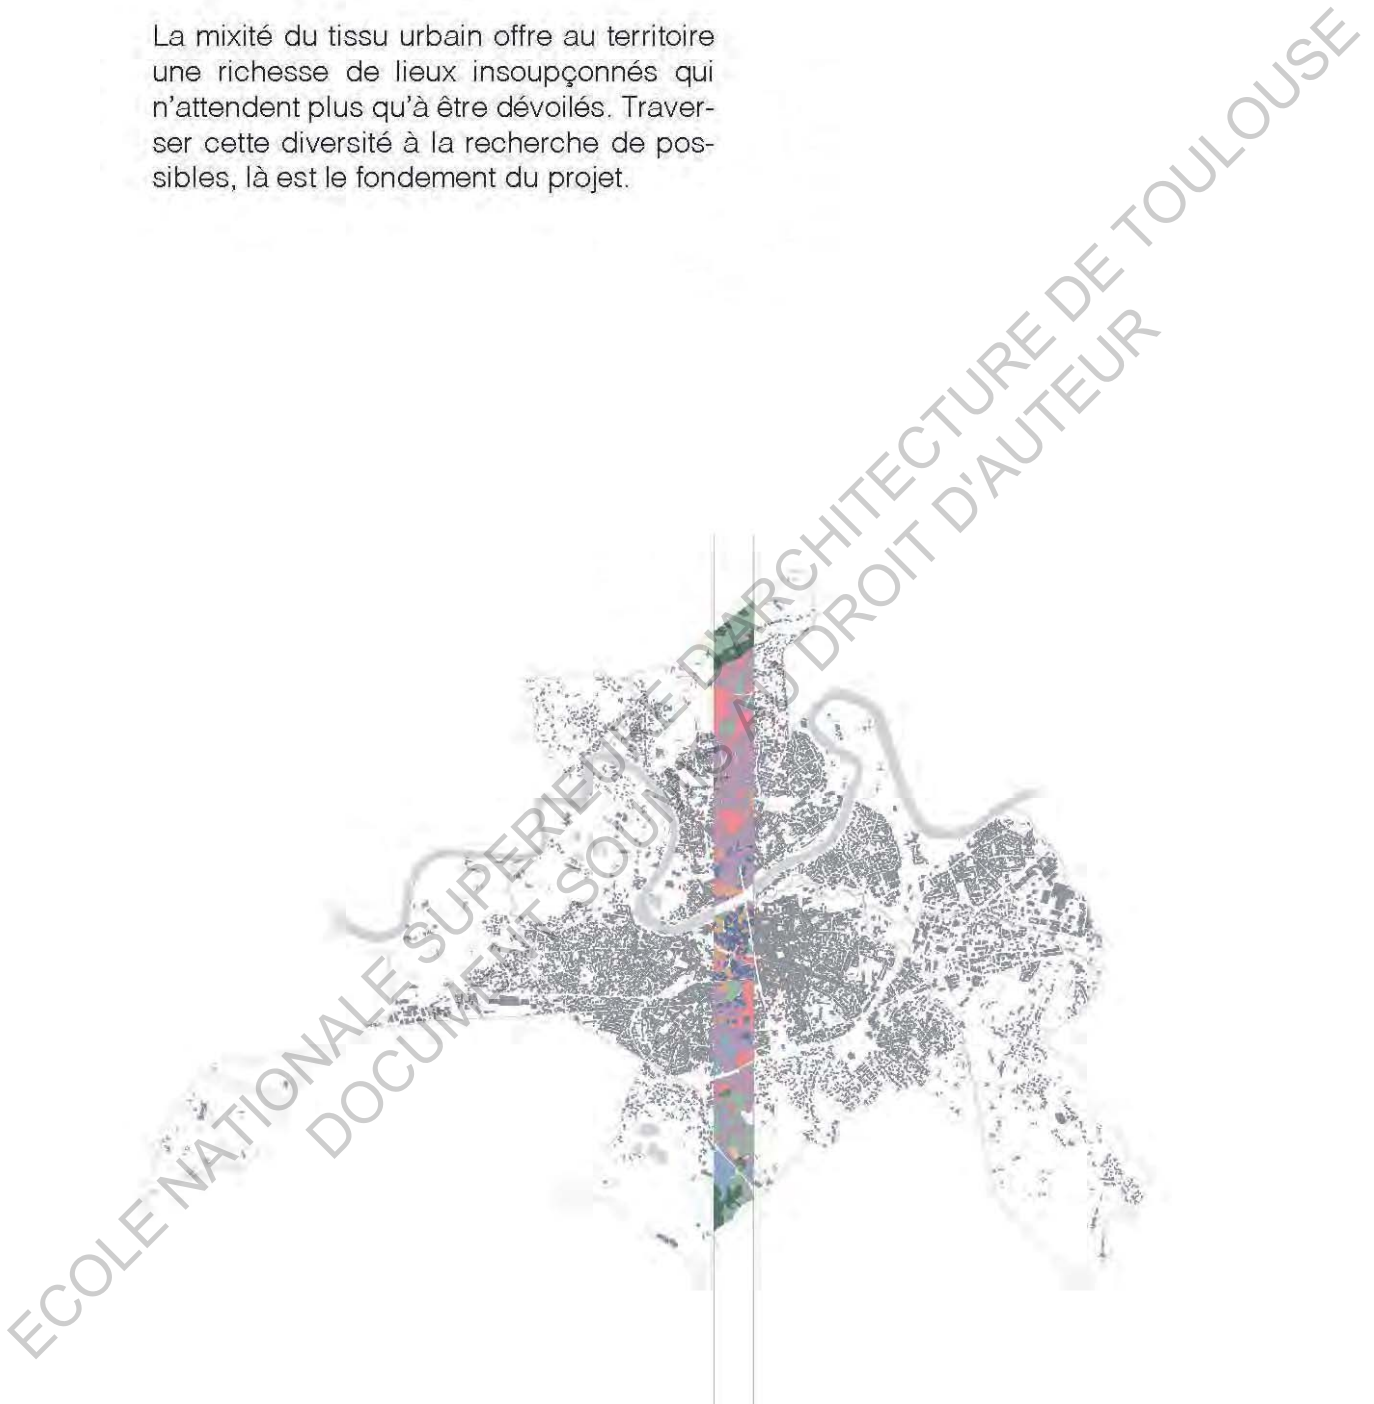 La mixité du tissu urbain offre au territoire
une richesse de lieux insoupçonnés qui
n'attendent plus qu'à être dévoilés. Traver-
ser cette diversité à la recherche de pos-
sibles, là est le fondement du projet.
ECOLE NATIONALE SUPERIEURE D'ARCHITECTURE DE TOULOUSE
DOCUMENT SOUMIS AU DROIT D'AUTEUR